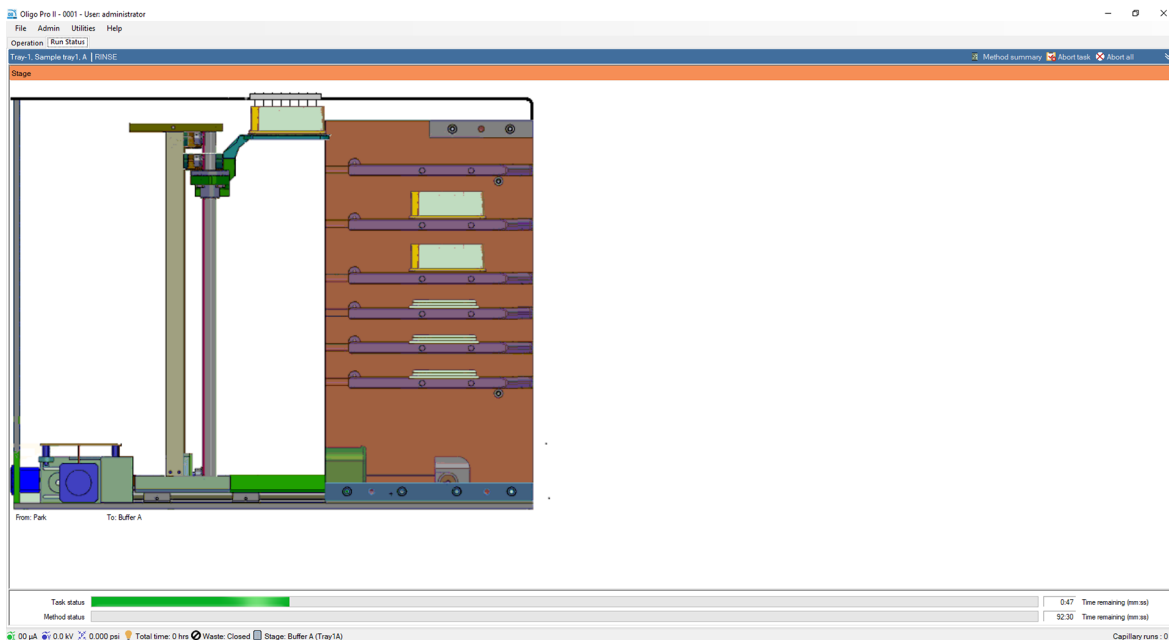 Oligo Pro II - 0001 - User: administrator
File Admin Utilities Help
Operation Run Status
Tray-1, Sample tray1, A | RINSE Method summary Abort task Abort all
Stage
From: Park To: Buffer A
Task status 0:47 Time remaining (mm:ss)
Method status 92:30 Time remaining (mm:ss)
00 µA 0.0 kV 0.000 psi Total time: 0 hrs Waste: Closed Stage: Buffer A (Tray1A) Capillary runs : 0